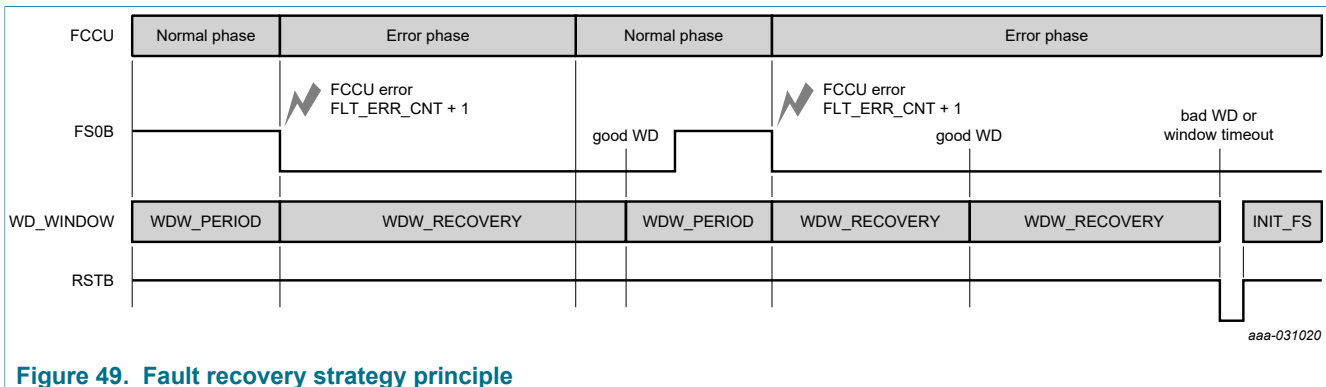 FCCU Normal phase Error phase Normal phase Error phase
FCCU error
FLT_ERR_CNT + 1
FCCU error
FLT_ERR_CNT + 1
FS0B
good WD
good WD
bad WD or
window timeout
WD_WINDOW WDW_PERIOD WDW_RECOVERY WDW_PERIOD WDW_RECOVERY WDW_RECOVERY INIT_FS
RSTB
aaa-031020
Figure 49. Fault recovery strategy principle